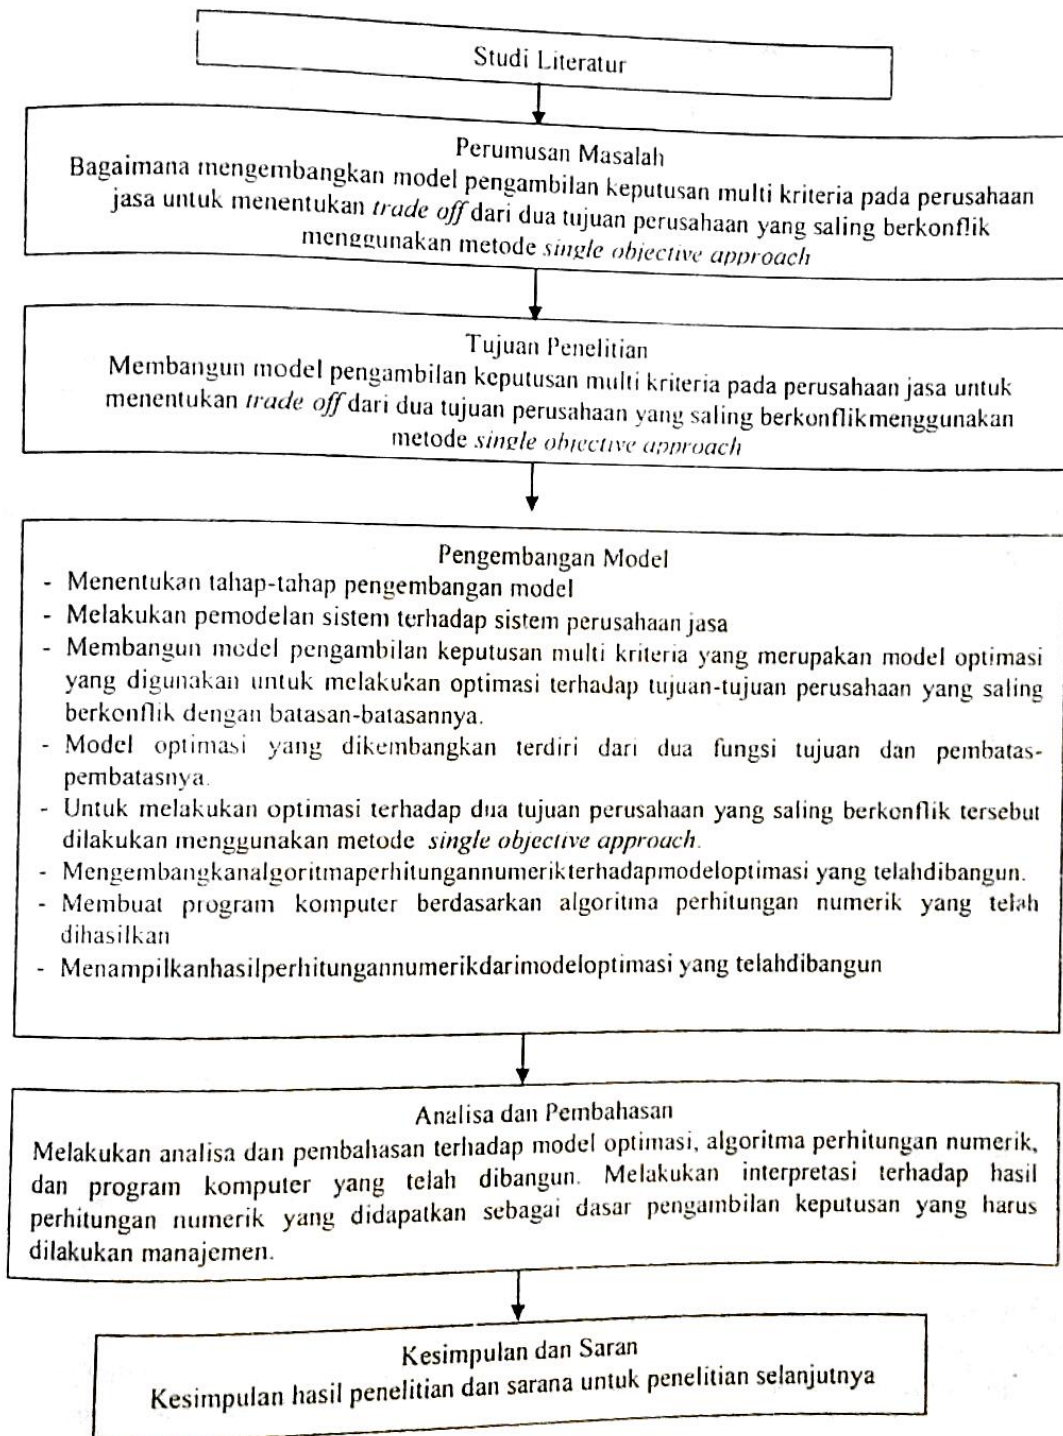 Studi Literatur
Perumusan Masalah
Bagaimana mengembangkan model pengambilan keputusan multi kriteria pada perusahaan
jasa untuk menentukan trade off dari dua tujuan perusahaan yang saling berkonflik
menggunakan metode single objective approach
Tujuan Penelitian
Membangun model pengambilan keputusan multi kriteria pada perusahaan jasa untuk
menentukan trade off dari dua tujuan perusahaan yang saling berkonflikmenggunakan
metode single objective approach
Pengembangan Model
- Menentukan tahap-tahap pengembangan model
- Melakukan pemodelan sistem terhadap sistem perusahaan jasa
- Membangun model pengambilan keputusan multi kriteria yang merupakan model optimasi
yang digunakan untuk melakukan optimasi terhadap tujuan-tujuan perusahaan yang saling
berkonflik dengan batasan-batasannya.
- Model optimasi yang dikembangkan terdiri dari dua fungsi tujuan dan pembatas-
pembatasnya.
- Untuk melakukan optimasi terhadap dua tujuan perusahaan yang saling berkonflik tersebut
dilakukan menggunakan metode single objective approach.
- Mengembangkanalgoritmaperhitungannumerikterhadapmodeloptimasi yang telahdibangun.
- Membuat program komputer berdasarkan algoritma perhitungan numerik yang telah
dihasilkan
- Menampilkanhasilperhitungannumerikdarimodeloptimasi yang telahdibangun
Analisa dan Pembahasan
Melakukan analisa dan pembahasan terhadap model optimasi, algoritma perhitungan numerik,
dan program komputer yang telah dibangun. Melakukan interpretasi terhadap hasil
perhitungan numerik yang didapatkan sebagai dasar pengambilan keputusan yang harus
dilakukan manajemen.
Kesimpulan dan Saran
Kesimpulan hasil penelitian dan sarana untuk penelitian selanjutnya